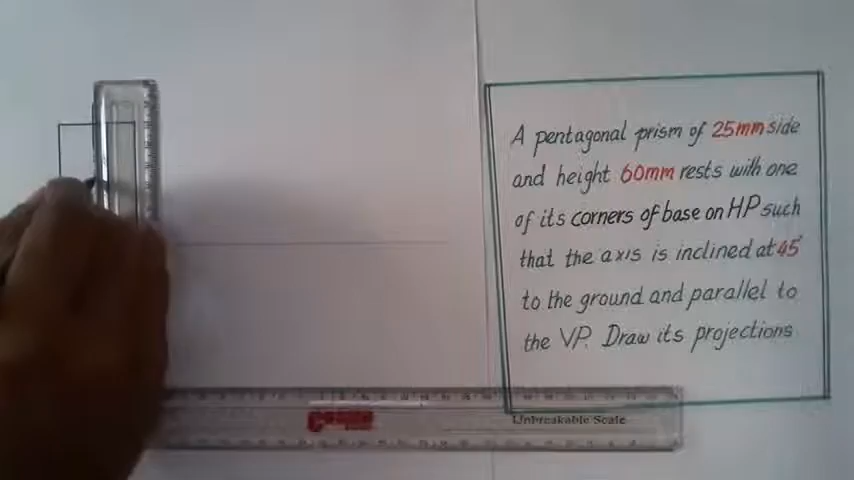 A pentagonal prism of 25mm side
and height 60mm rests with one
of its corners of base on HP such
that the axis is inclined at 45°
to the ground and parallel to
the VP. Draw its projections
Unbreakable Scale